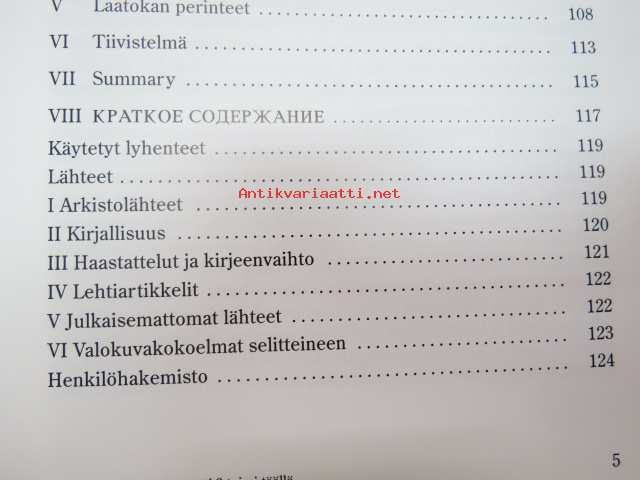 V Laatokan perinteet 108
VI Tiivistelmä 113
VII Summary 115
VIII КРАТКОЕ СОДЕРЖАНИЕ 117
Käytetyt lyhenteet 119
Lähteet 119
Antikvariaatti.net
I Arkistolähteet 119
II Kirjallisuus 120
III Haastattelut ja kirjeenvaihto 121
IV Lehtiartikkelit 122
V Julkaisemattomat lähteet 122
VI Valokuvakokoelmat selitteineen 123
Henkilöhakemisto 124
5